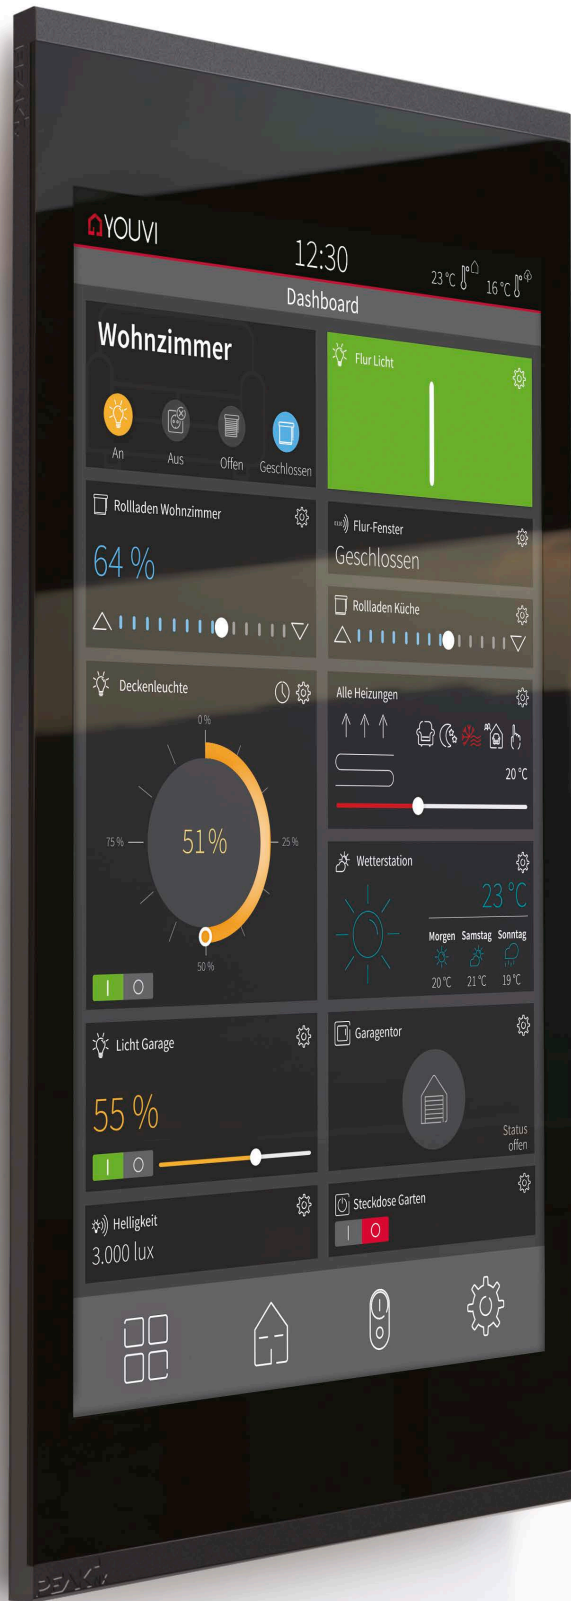 YOUVI
12:30
23 °C
16 °C
Dashboard
Wohnzimmer
An
Aus
Offen
Geschlossen
Flur Licht
Rollladen Wohnzimmer
64 %
Flur-Fenster
Geschlossen
Rollladen Küche
Deckenleuchte
0 %
75 %
51 %
25 %
50 %
Alle Heizungen
20 °C
Wetterstation
23 °C
Morgen Samstag Sonntag
20 °C 21 °C 19 °C
Licht Garage
55 %
Garagentor
Status
offen
Helligkeit
3.000 lux
Steckdose Garten
PEAKnx